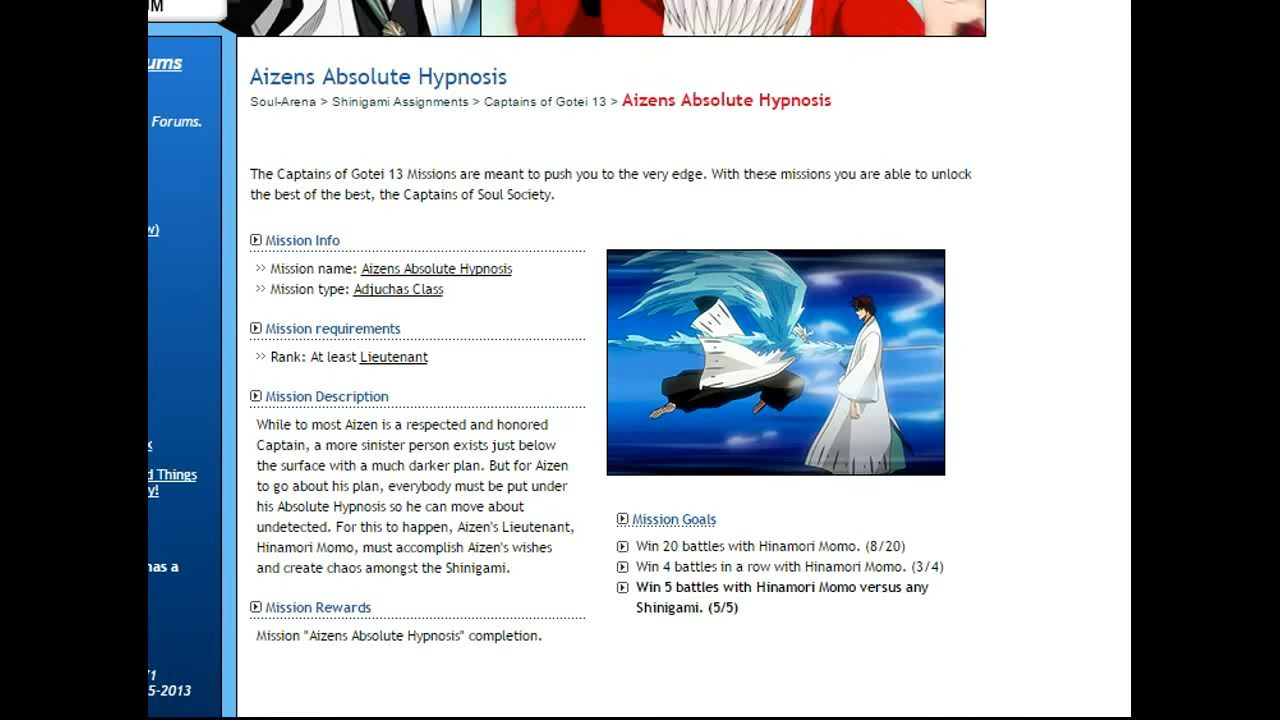 UM
ums
Forums.
w)
d Things
y!
has a
/1
5-2013
Aizens Absolute Hypnosis
Soul-Arena > Shinigami Assignments > Captains of Gotei 13 > Aizens Absolute Hypnosis
The Captains of Gotei 13 Missions are meant to push you to the very edge. With these missions you are able to unlock
the best of the best, the Captains of Soul Society.
Mission Info
Mission name: Aizens Absolute Hypnosis
Mission type: Adjuchas Class
Mission requirements
Rank: At least Lieutenant
Mission Description
While to most Aizen is a respected and honored
Captain, a more sinister person exists just below
the surface with a much darker plan. But for Aizen
to go about his plan, everybody must be put under
his Absolute Hypnosis so he can move about
undetected. For this to happen, Aizen's Lieutenant,
Hinamori Momo, must accomplish Aizen's wishes
and create chaos amongst the Shinigami.
Mission Rewards
Mission "Aizens Absolute Hypnosis" completion.
Mission Goals
Win 20 battles with Hinamori Momo. (8/20)
Win 4 battles in a row with Hinamori Momo. (3/4)
Win 5 battles with Hinamori Momo versus any
Shinigami. (5/5)